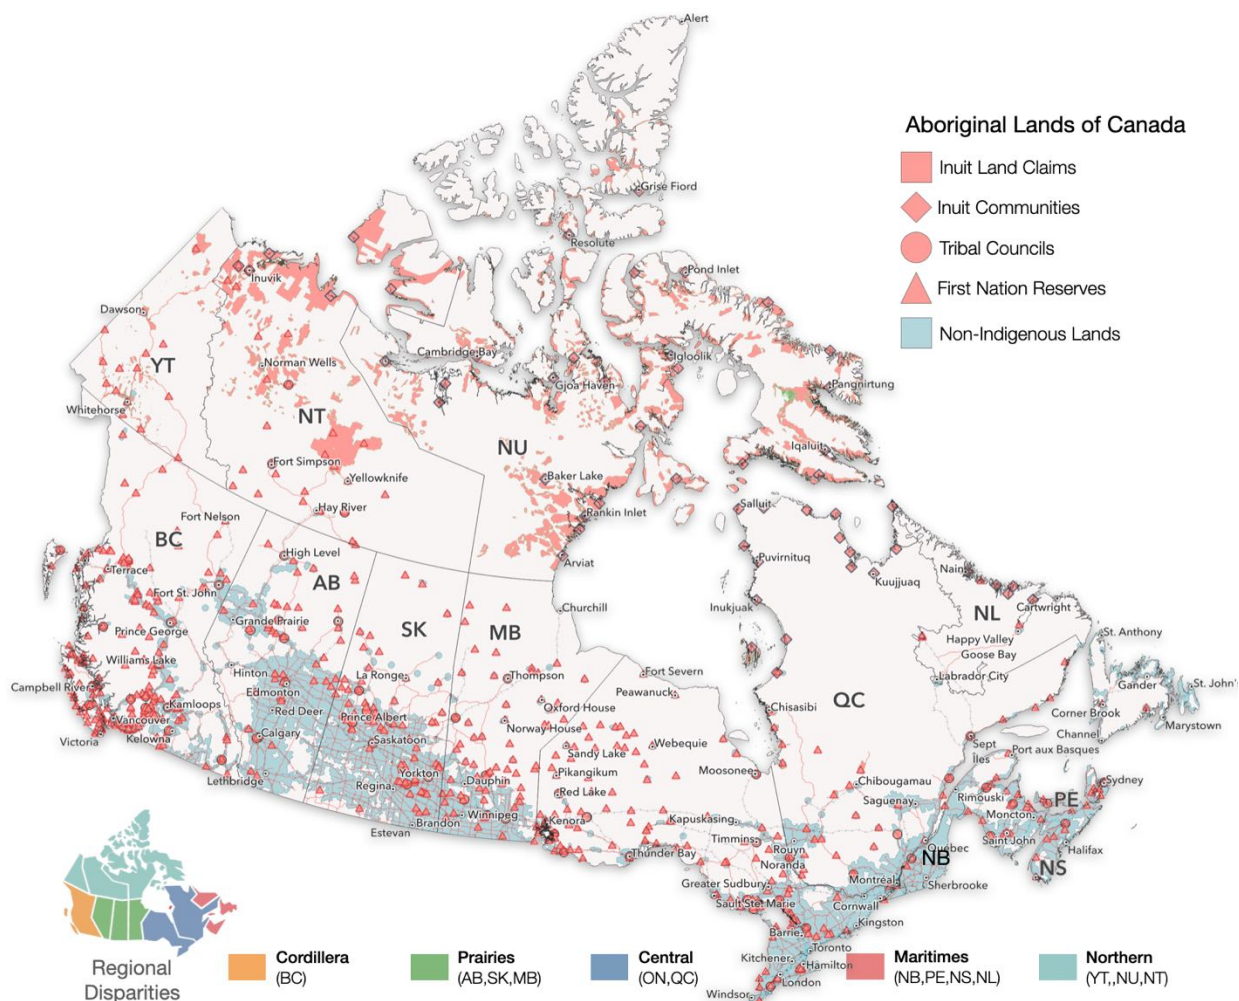 Alert
Aboriginal Lands of Canada
Inuit Land Claims
Inuit Communities
Tribal Councils
First Nation Reserves
Non-Indigenous Lands
Grise Fiord
Resolute
Pond Inlet
Inuvik
Dawson
YT
Norman Wells
Cambridge Bay
Igloolik
Gjoa Haven
Pangnirtung
Whitehorse
NT
NU
Iqaluit
Fort Simpson
Yellowknife
Baker Lake
Hay River
Rankin Inlet
Salluit
Fort Nelson
BC
High Level
AB
Arviat
Puvirnituq
Kuujjuaq
Nain
Terrace
Fort St. John
Grande Prairie
SK
MB
Churchill
Inukjuak
NL
Cartwright
Prince George
Happy Valley
Goose Bay
St. Anthony
Williams Lake
Hinton
La Ronge
Thompson
Fort Severn
Peawanuck
Labrador City
Gander
St. John's
Campbell River
Edmonton
Oxford House
Chisasibi
QC
Corner Brook
Kamloops
Red Deer
Prince Albert
Norway House
Marystown
Vancouver
Calgary
Saskatoon
Sandy Lake
Webequie
Channel
Port aux Basques
Victoria
Kelowna
Sept
Îles
Lethbridge
Yorkton
Dauphin
Pikangikum
Moosonee
Chibougamau
Sydney
Regina
Red Lake
Saguenay
Rimouski
PE
Moncton
Estevan
Brandon
Winnipeg
Kenora
Kapuskasing
Timmins
Rouyn
Noranda
Québec
NB
Saint John
Halifax
Thunder Bay
Greater Sudbury
Montréal
Sherbrooke
NS
Sault Ste. Marie
Cornwall
Kingston
Barrie
Toronto
Kitchener
Hamilton
London
Windsor
Regional
Disparities
Cordillera
(BC)
Prairies
(AB,SK,MB)
Central
(ON,QC)
Maritimes
(NB,PE,NS,NL)
Northern
(YT,,NU,NT)